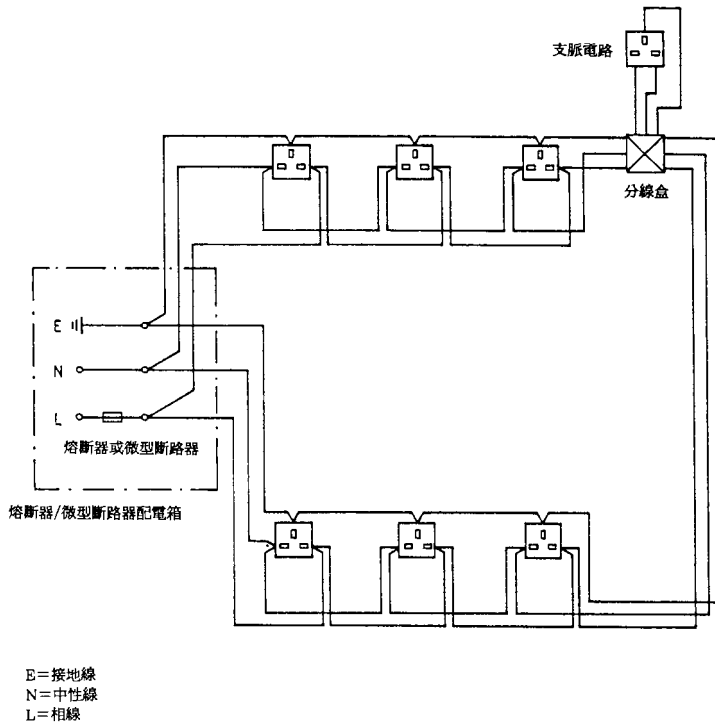 支脈電路
分線盒
E
N
L
熔斷器或微型斷路器
熔斷器/微型斷路器配電箱
E=接地線
N=中性線
L=相線